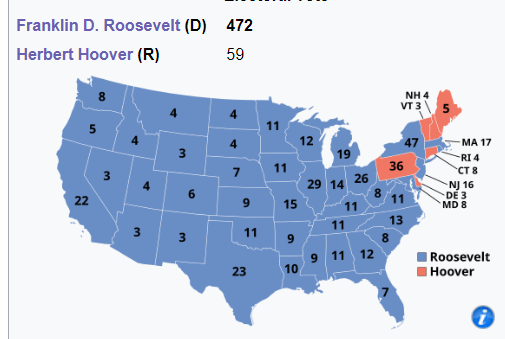 Electoral Vote
Franklin D. Roosevelt (D) 472
Herbert Hoover (R) 59
NH 4
VT 3
5
8
4
4
11
5
4
12
47
MA 17
4
3
19
RI 4
36
CT 8
3
7
11
NJ 16
4
6
29
14
26
8
11
DE 3
22
9
15
11
MD 8
13
3
3
11
9
11
8
9
11
12
23
10
7
Roosevelt
Hoover
i